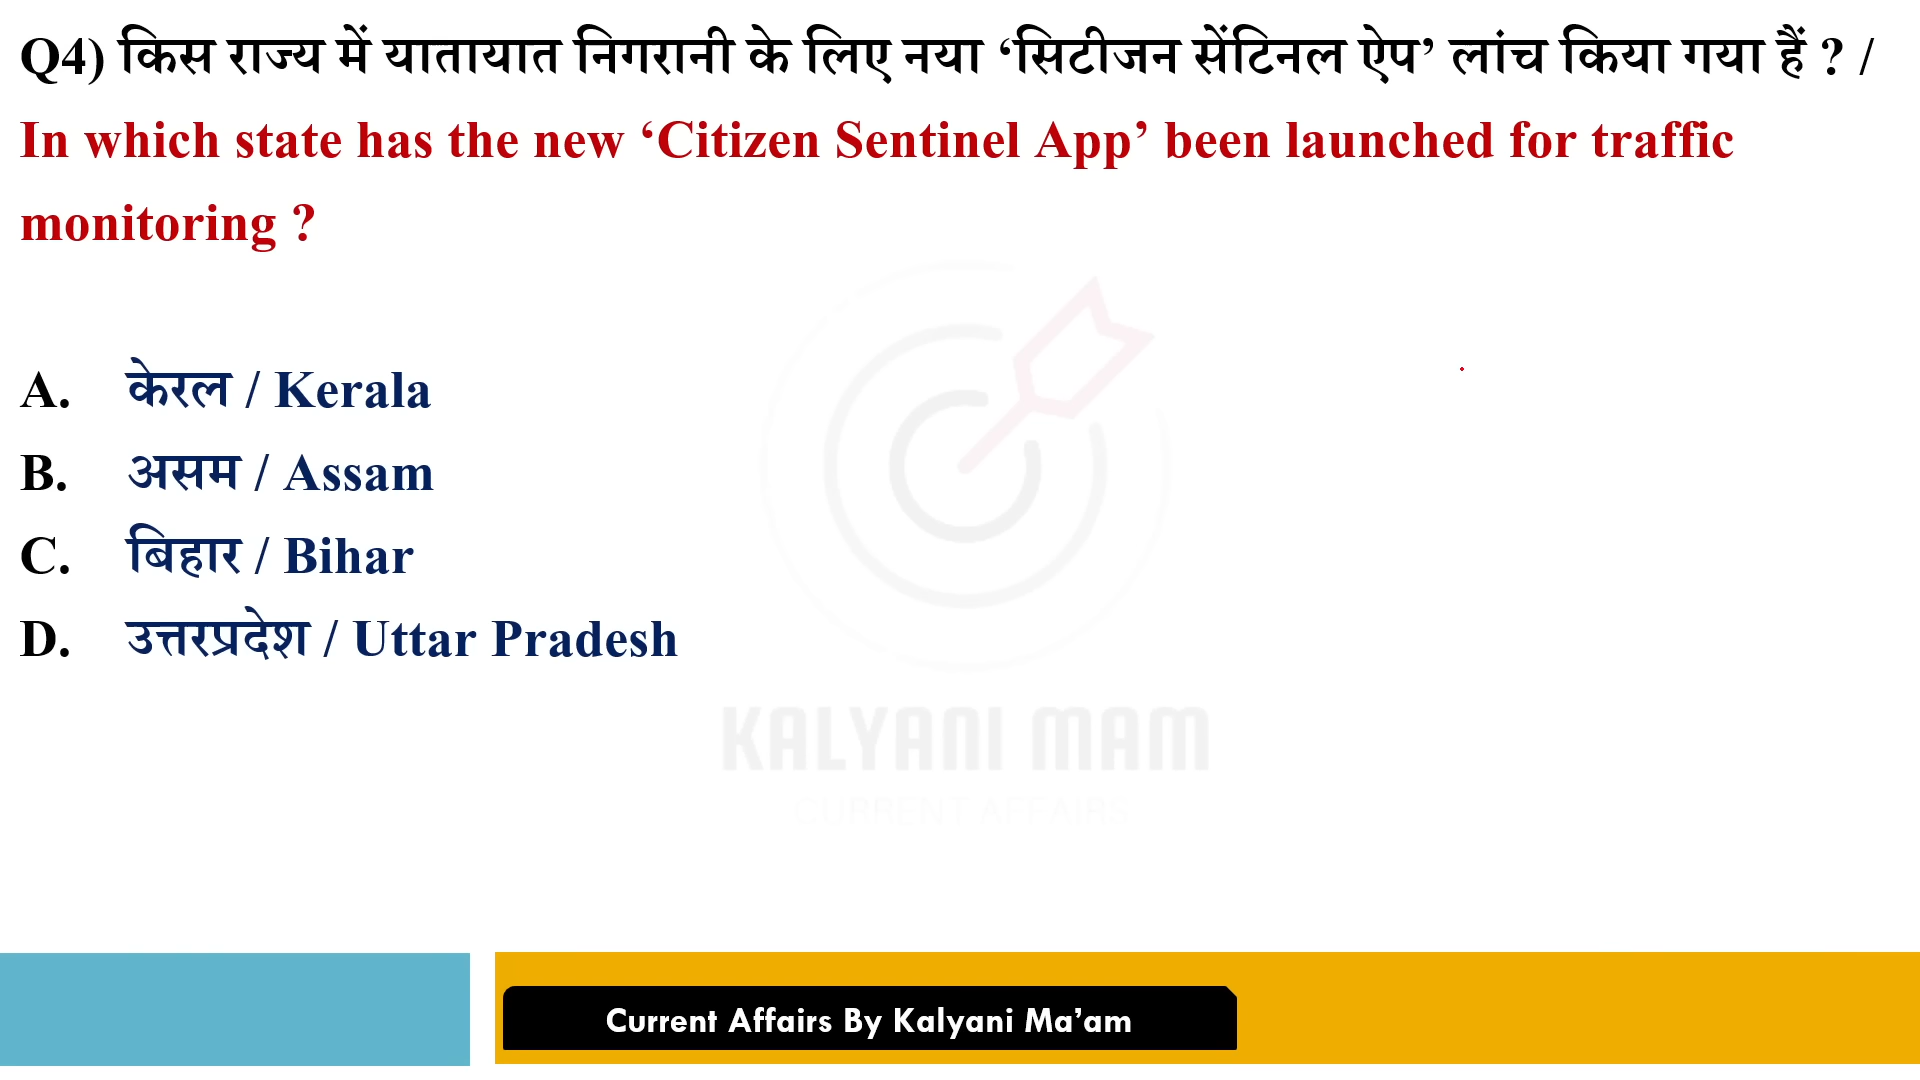 Q4) किस राज्य में यातायात निगरानी के लिए नया ‘सिटीजन सेंटिनल ऐप’ लांच किया गया हैं ? /
In which state has the new ‘Citizen Sentinel App’ been launched for traffic
monitoring ?
A. केरल / Kerala
B. असम / Assam
C. बिहार / Bihar
D. उत्तरप्रदेश / Uttar Pradesh
KALYANI MAM
CURRENT AFFAIRS
Current Affairs By Kalyani Ma’am